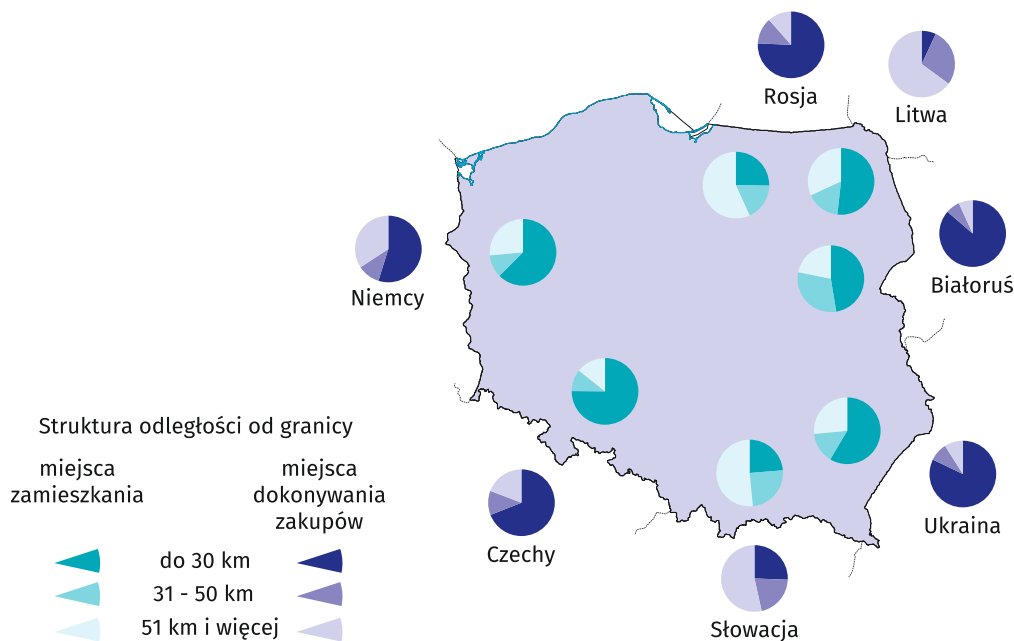 Rosja
Litwa
Białoruś
Niemcy
Ukraina
Czechy
Słowacja
Struktura odległości od granicy
miejsca
zamieszkania
miejsca
dokonywania
zakupów
do 30 km
31 - 50 km
51 km i więcej